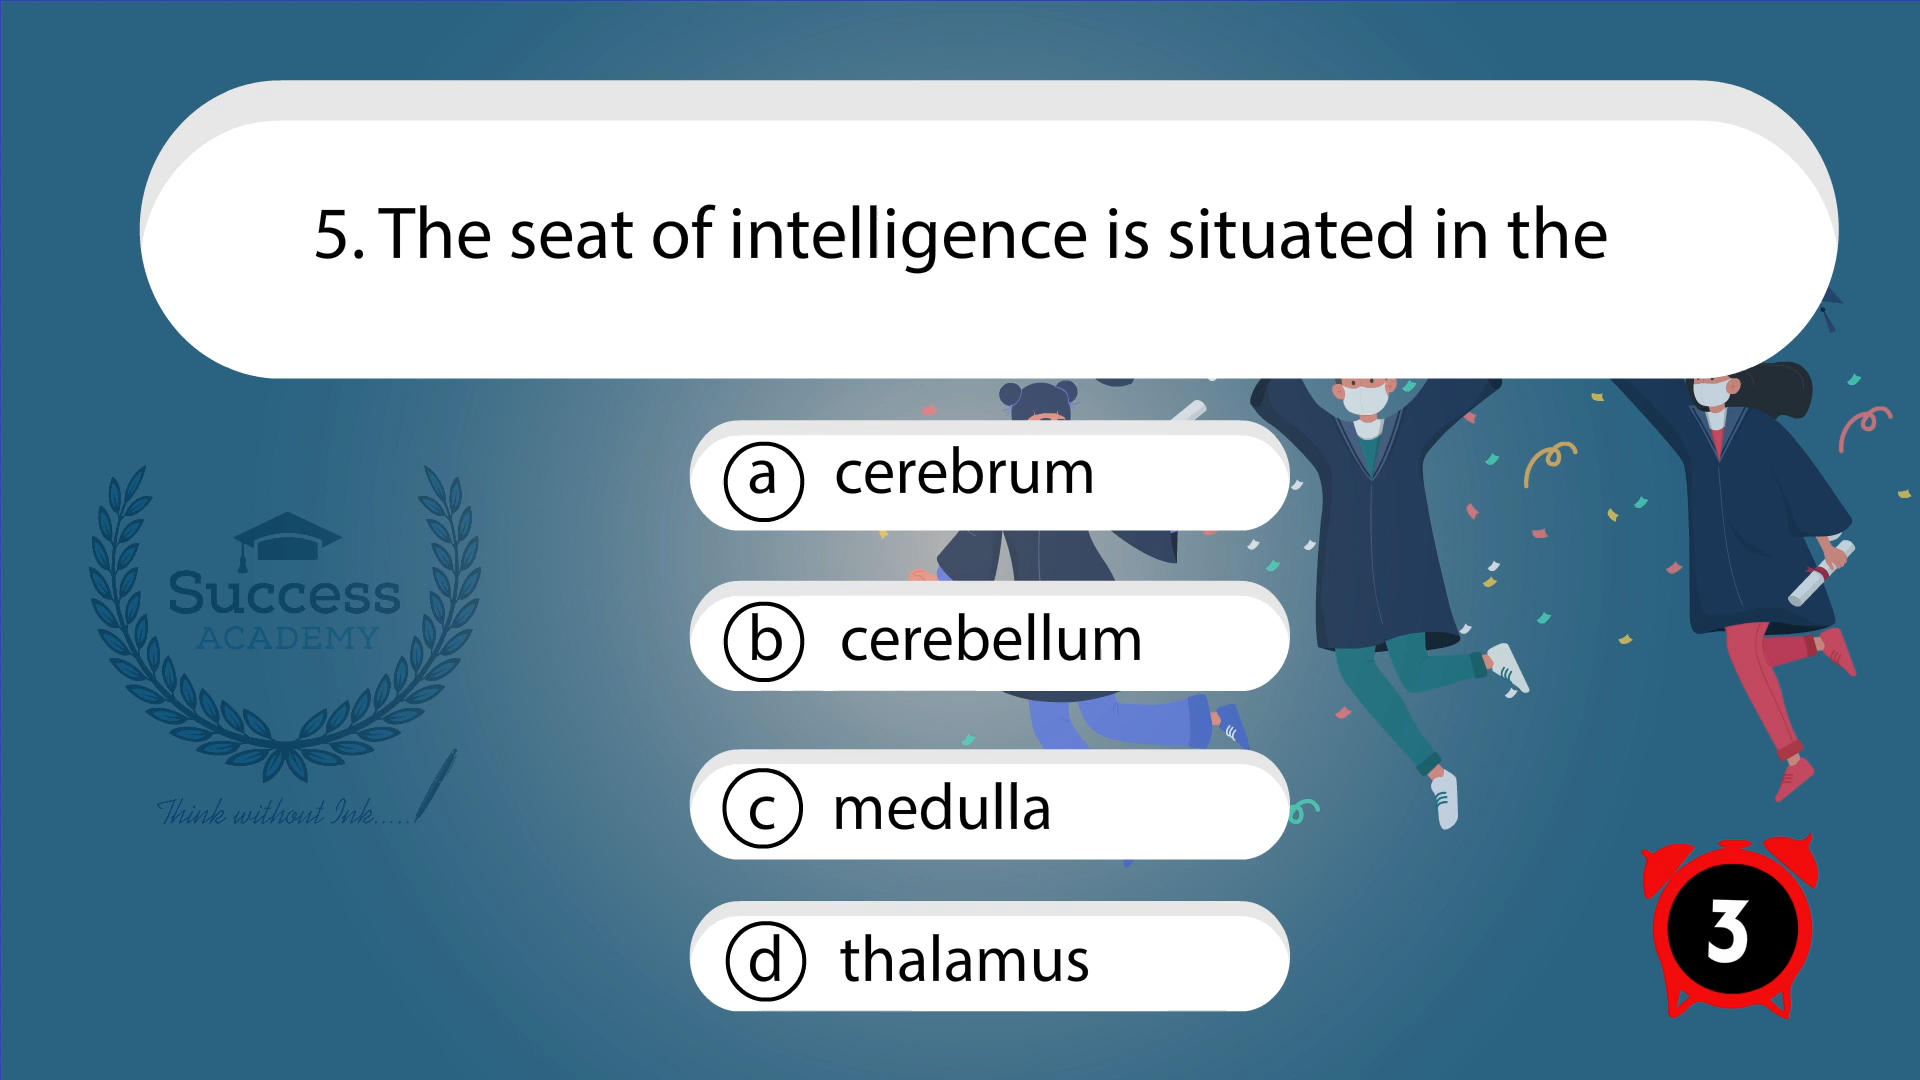 5. The seat of intelligence is situated in the
a cerebrum
b cerebellum
c medulla
d thalamus
Success
ACADEMY
Think without Ink.....
3